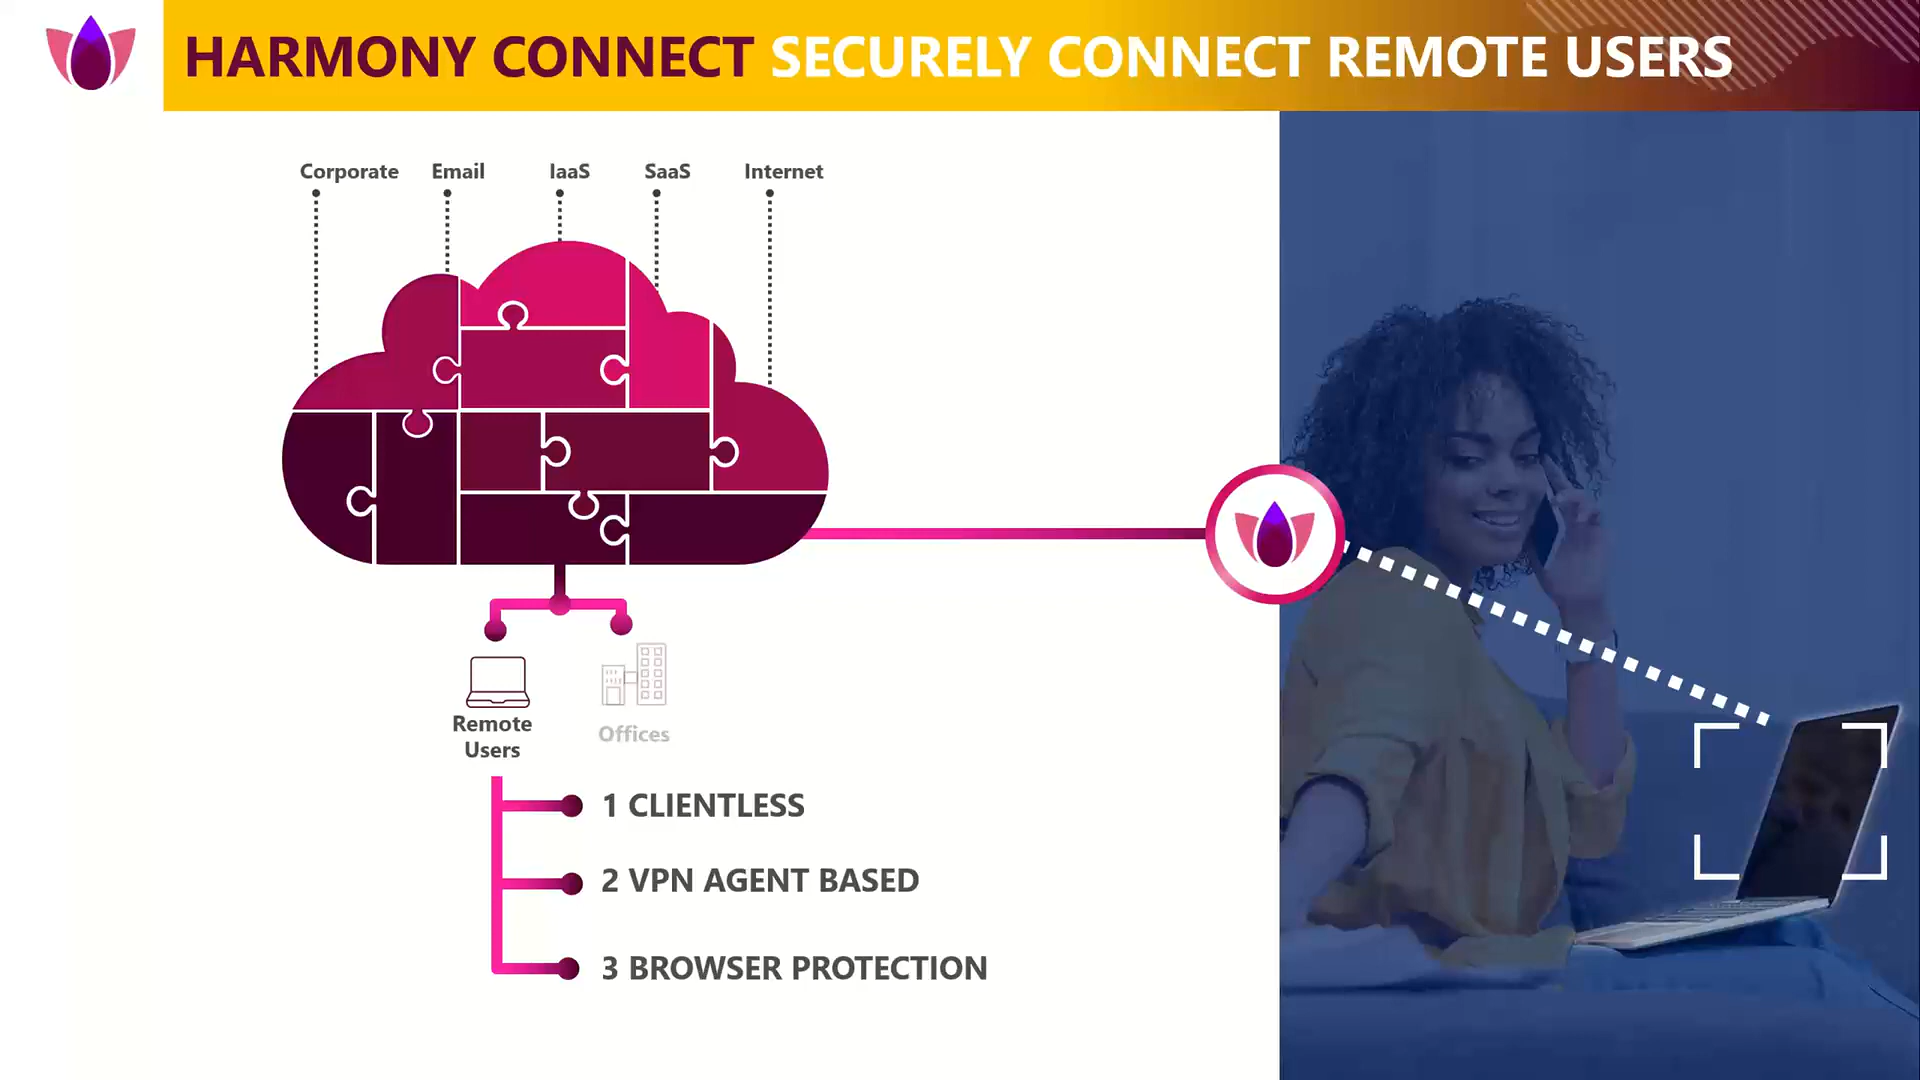 HARMONY CONNECT SECURELY CONNECT REMOTE USERS
Corporate Email IaaS SaaS Internet
Remote
Users
Offices
1 CLIENTLESS
2 VPN AGENT BASED
3 BROWSER PROTECTION